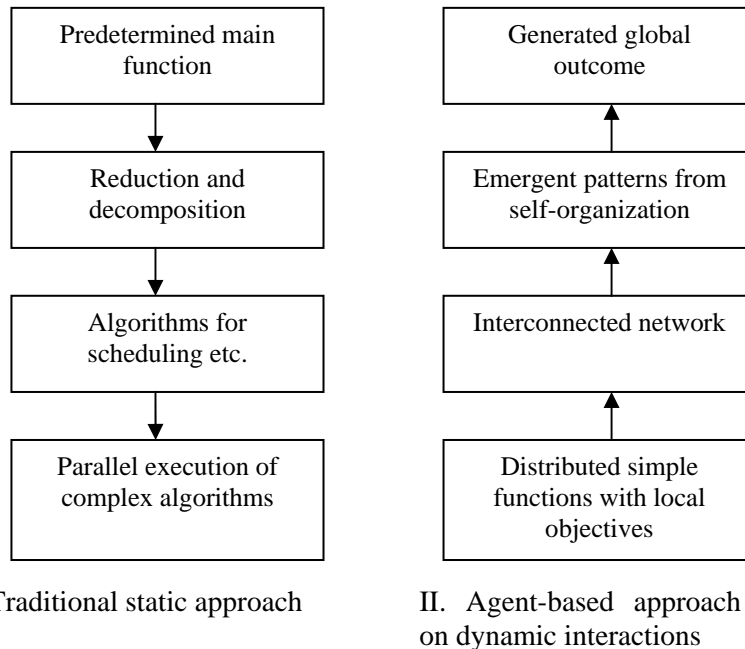 Predetermined main
function
Reduction and
decomposition
Algorithms for
scheduling etc.
Parallel execution of
complex algorithms
Traditional static approach
Generated global
outcome
Emergent patterns from
self-organization
Interconnected network
Distributed simple
functions with local
objectives
II. Agent-based approach
on dynamic interactions